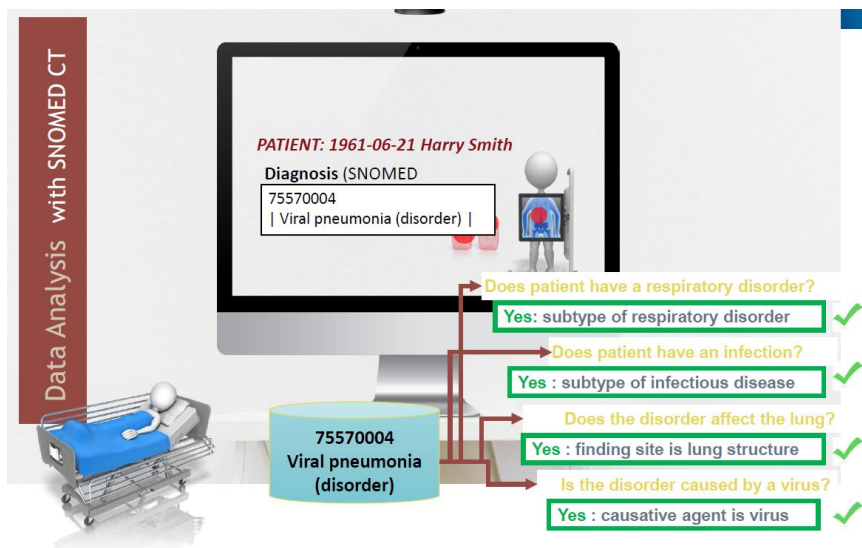 Data Analysis with SNOMED CT
PATIENT: 1961-06-21 Harry Smith
Diagnosis (SNOMED
75570004
| Viral pneumonia (disorder) |
Does patient have a respiratory disorder?
Yes: subtype of respiratory disorder
Does patient have an infection?
Yes : subtype of infectious disease
Does the disorder affect the lung?
Yes : finding site is lung structure
Is the disorder caused by a virus?
Yes : causative agent is virus
75570004
Viral pneumonia
(disorder)